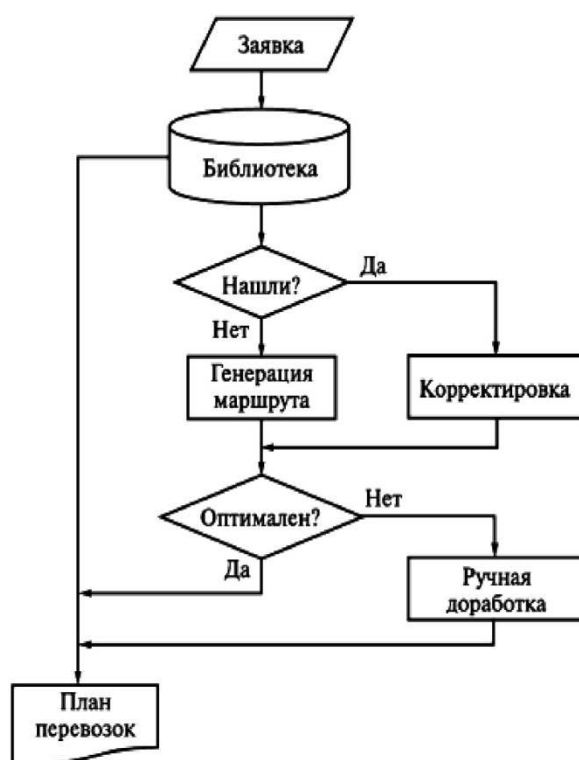 Заявка
Библиотека
Нашли?
Да
Нет
Генерация
маршрута
Корректировка
Оптимален?
Нет
Да
Ручная
доработка
План
перевозок